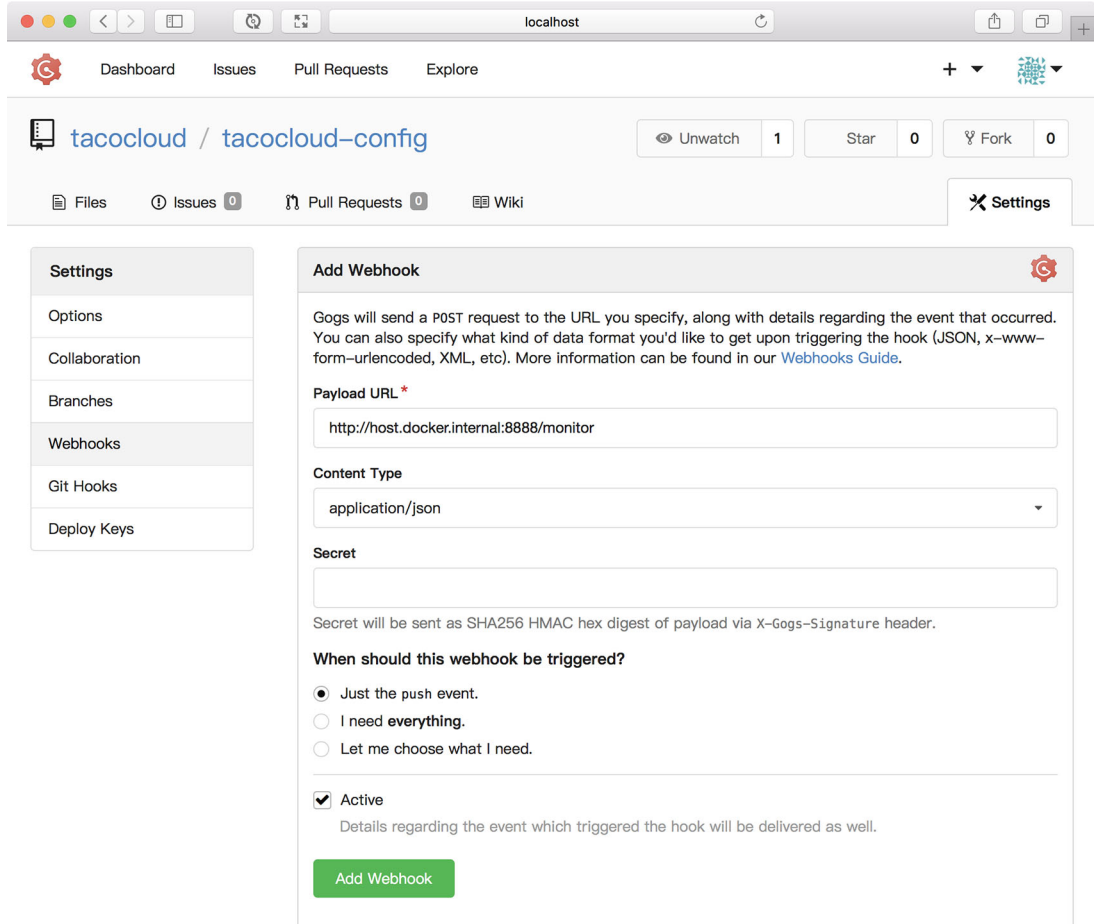 localhost
Dashboard Issues Pull Requests Explore
tacocloud / tacocloud-config
Unwatch 1 Star 0 Fork 0
Files Issues 0 Pull Requests 0 Wiki Settings
Settings
Options
Collaboration
Branches
Webhooks
Git Hooks
Deploy Keys
Add Webhook
Gogs will send a POST request to the URL you specify, along with details regarding the event that occurred.
You can also specify what kind of data format you'd like to get upon triggering the hook (JSON, x-www-
form-urlencoded, XML, etc). More information can be found in our Webhooks Guide.
Payload URL *
http://host.docker.internal:8888/monitor
Content Type
application/json
Secret
Secret will be sent as SHA256 HMAC hex digest of payload via X-Gogs-Signature header.
When should this webhook be triggered?
Just the push event.
I need everything.
Let me choose what I need.
Active
Details regarding the event which triggered the hook will be delivered as well.
Add Webhook